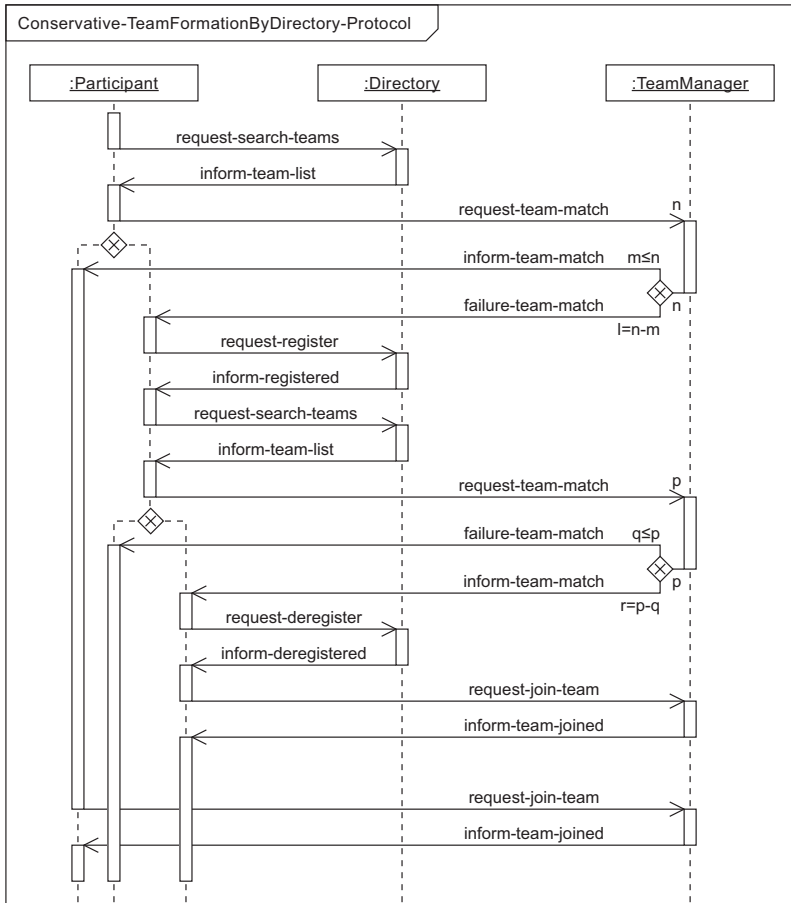 Conservative-TeamFormationByDirectory-Protocol
:Participant
:Directory
:TeamManager
request-search-teams
inform-team-list
request-team-match n
inform-team-match m≤n
n
failure-team-match
l=n-m
request-register
inform-registered
request-search-teams
inform-team-list
request-team-match p
failure-team-match q≤p
p
inform-team-match
r=p-q
request-deregister
inform-deregistered
request-join-team
inform-team-joined
request-join-team
inform-team-joined